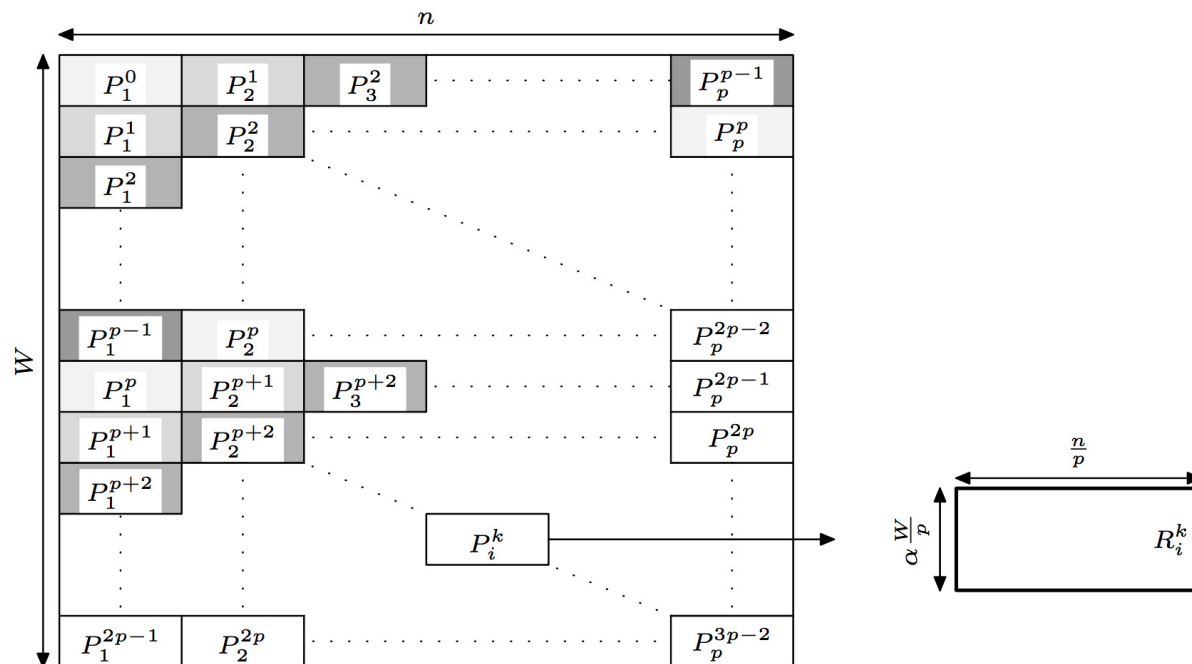 n
P_1^0 P_2^1 P_3^2 P_p^{p-1}
P_1^1 P_2^2 P_p^p
P_1^2
W
P_1^{p-1} P_2^p P_p^{2p-2}
P_1^p P_2^{p+1} P_3^{p+2} P_p^{2p-1}
P_1^{p+1} P_2^{p+2} P_p^{2p}
P_1^{p+2}
P_i^k
P_1^{2p-1} P_2^{2p} P_p^{3p-2}
\frac{n}{p}
α\frac{W}{p}
R_i^k